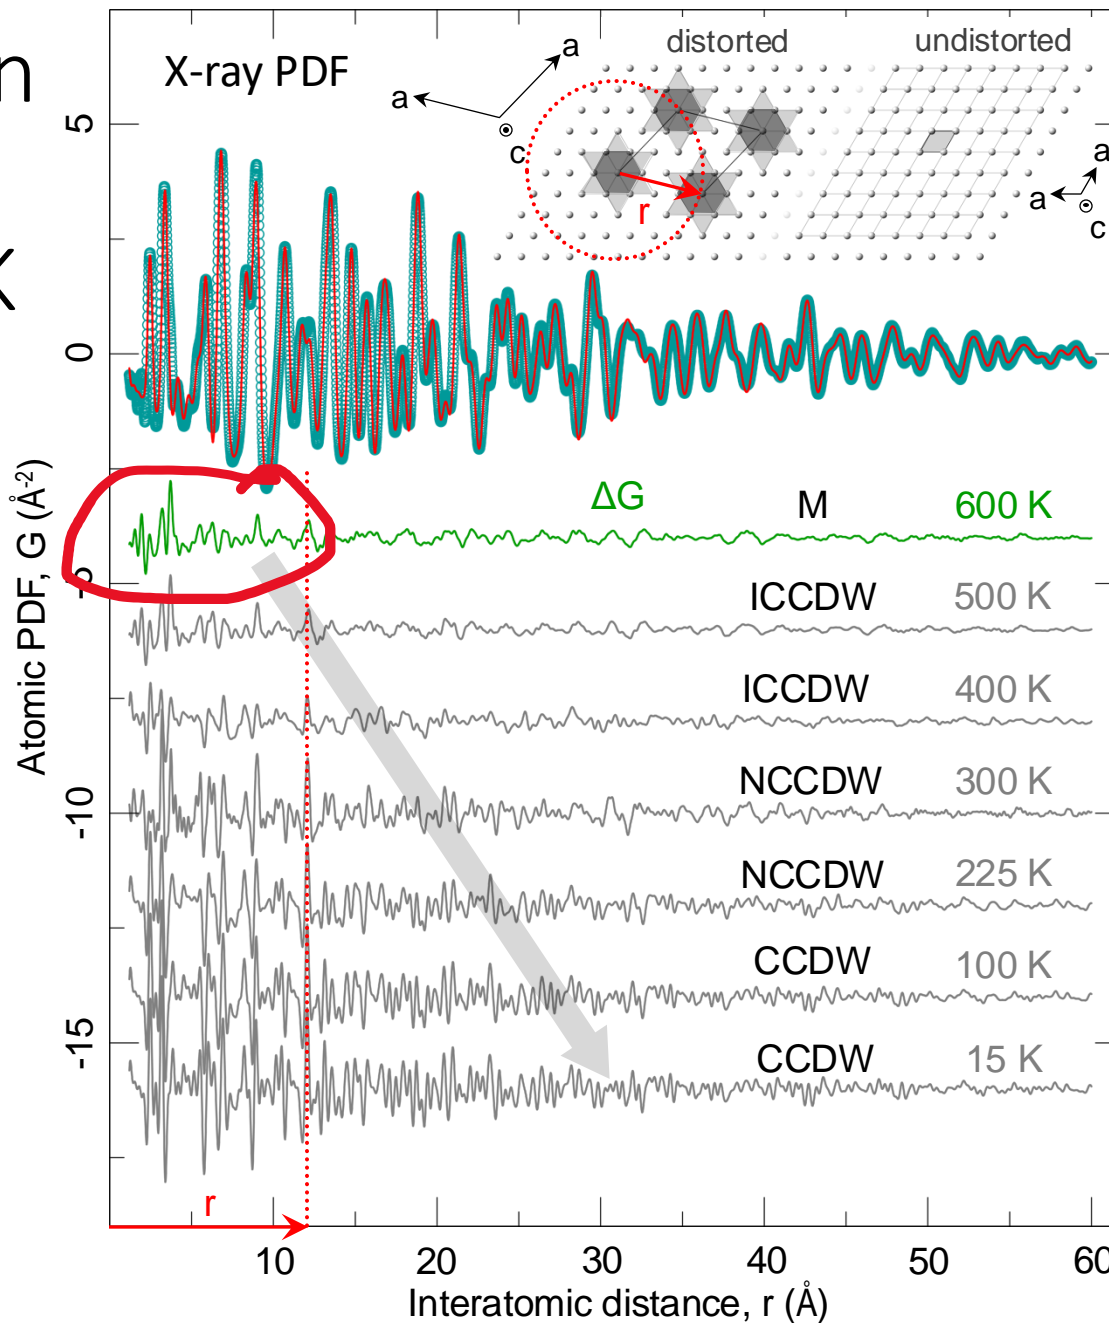 n
K
X-ray PDF
distorted
undistorted
a
a
c
r
a
a
c
5
0
-5
-10
-15
Atomic PDF, G (Å-2)
ΔG M 600 K
ICCDW 500 K
ICCDW 400 K
NCCDW 300 K
NCCDW 225 K
CCDW 100 K
CCDW 15 K
r
10 20 30 40 50 60
Interatomic distance, r (Å)